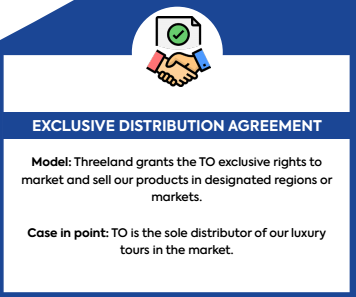 EXCLUSIVE DISTRIBUTION AGREEMENT
Model: Threeland grants the TO exclusive rights to
market and sell our products in designated regions or
markets.
Case in point: TO is the sole distributor of our luxury
tours in the market.